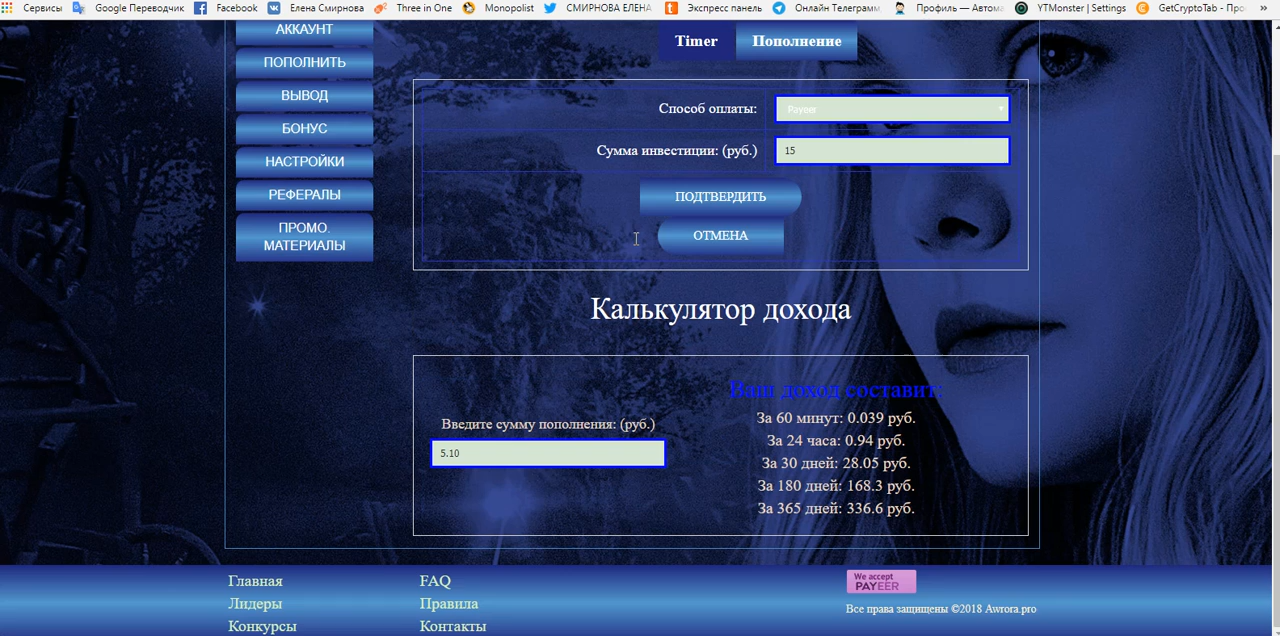 Сервисы Google Переводчик Facebook Елена Смирнова Three in One Monopolist СМИРНОВА ЕЛЕНА Экспресс панель Онлайн Телеграмм Профиль — Автома YTMonster | Settings GetCryptoTab - Про »
АККАУНТ
ПОПОЛНИТЬ
ВЫВОД
БОНУС
НАСТРОЙКИ
РЕФЕРАЛЫ
ПРОМО.
МАТЕРИАЛЫ
Timer Пополнение
Способ оплаты: Payeer
Сумма инвестиции: (руб.) 15
ПОДТВЕРДИТЬ
ОТМЕНА
Калькулятор дохода
Введите сумму пополнения: (руб.)
5.10
Ваш доход составит:
За 60 минут: 0.039 руб.
За 24 часа: 0.94 руб.
За 30 дней: 28.05 руб.
За 180 дней: 168.3 руб.
За 365 дней: 336.6 руб.
Главная
Лидеры
Конкурсы
FAQ
Правила
Контакты
We accept
PAYEER
Все права защищены ©2018 Awrora.pro